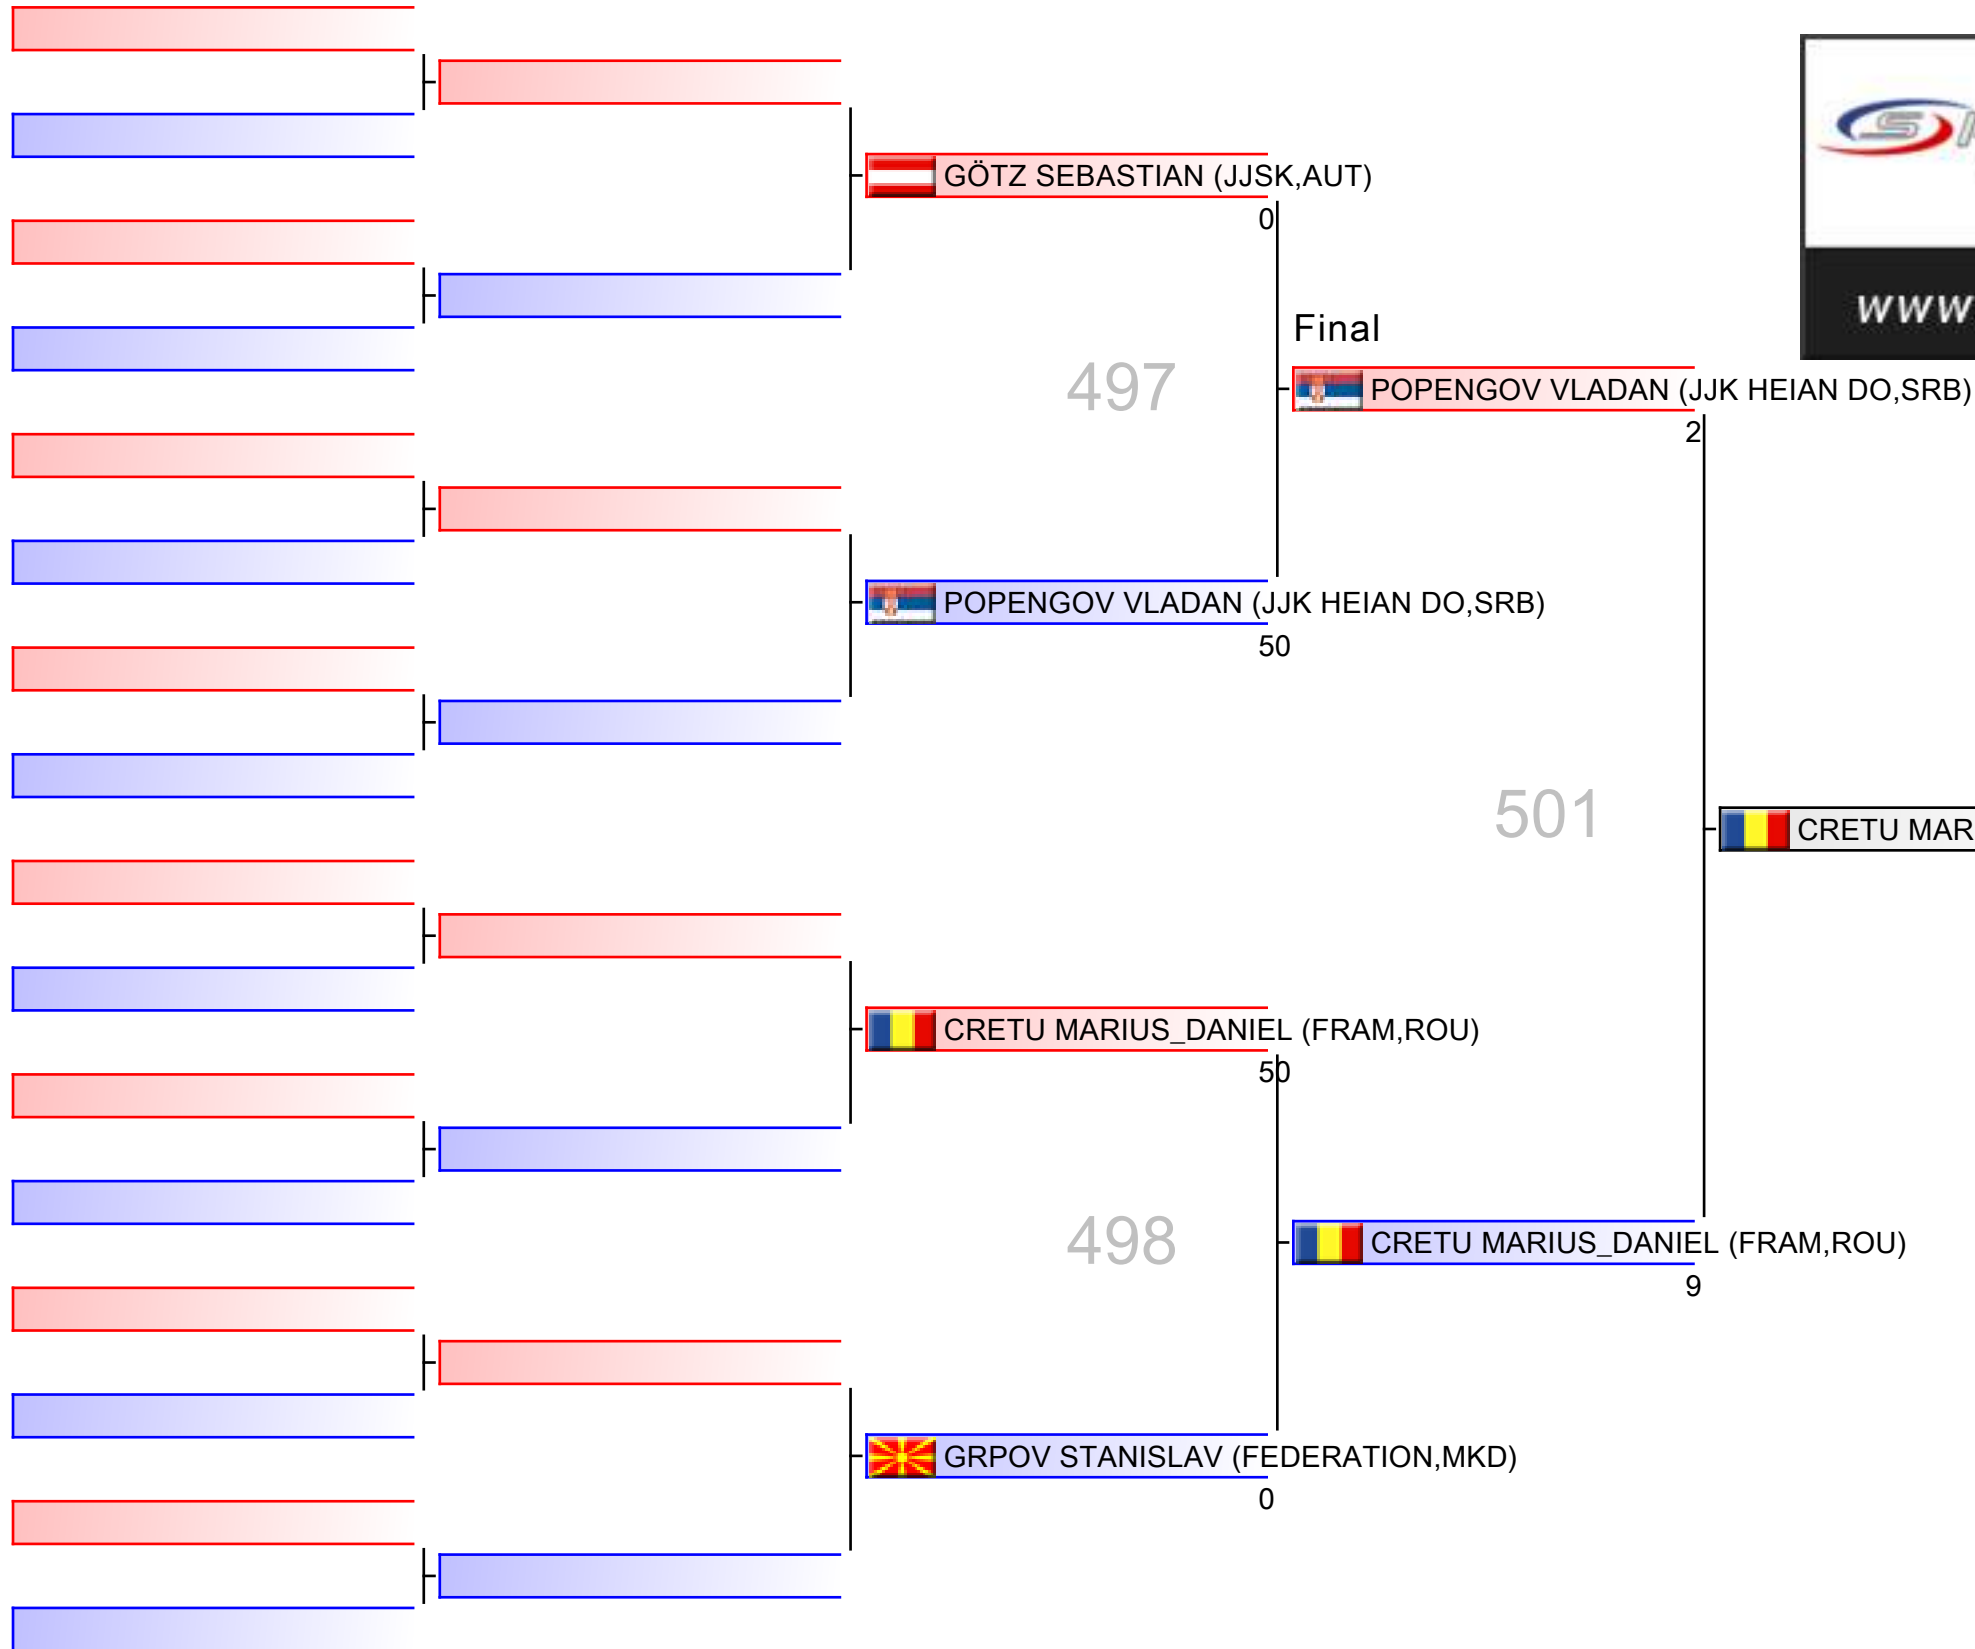 GÖTZ SEBASTIAN (JJSK,AUT)
0
Final
497
POPENGOV VLADAN (JJK HEIAN DO,SRB)
2
POPENGOV VLADAN (JJK HEIAN DO,SRB)
50
501
CRETU MAR
CRETU MARIUS_DANIEL (FRAM,ROU)
50
498
CRETU MARIUS_DANIEL (FRAM,ROU)
9
GRPOV STANISLAV (FEDERATION,MKD)
0
www